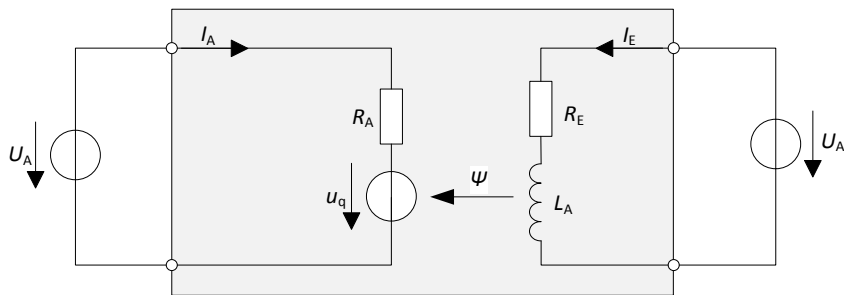 I_A
I_E
R_A
R_E
U_A
U_A
Ψ
u_q
L_A